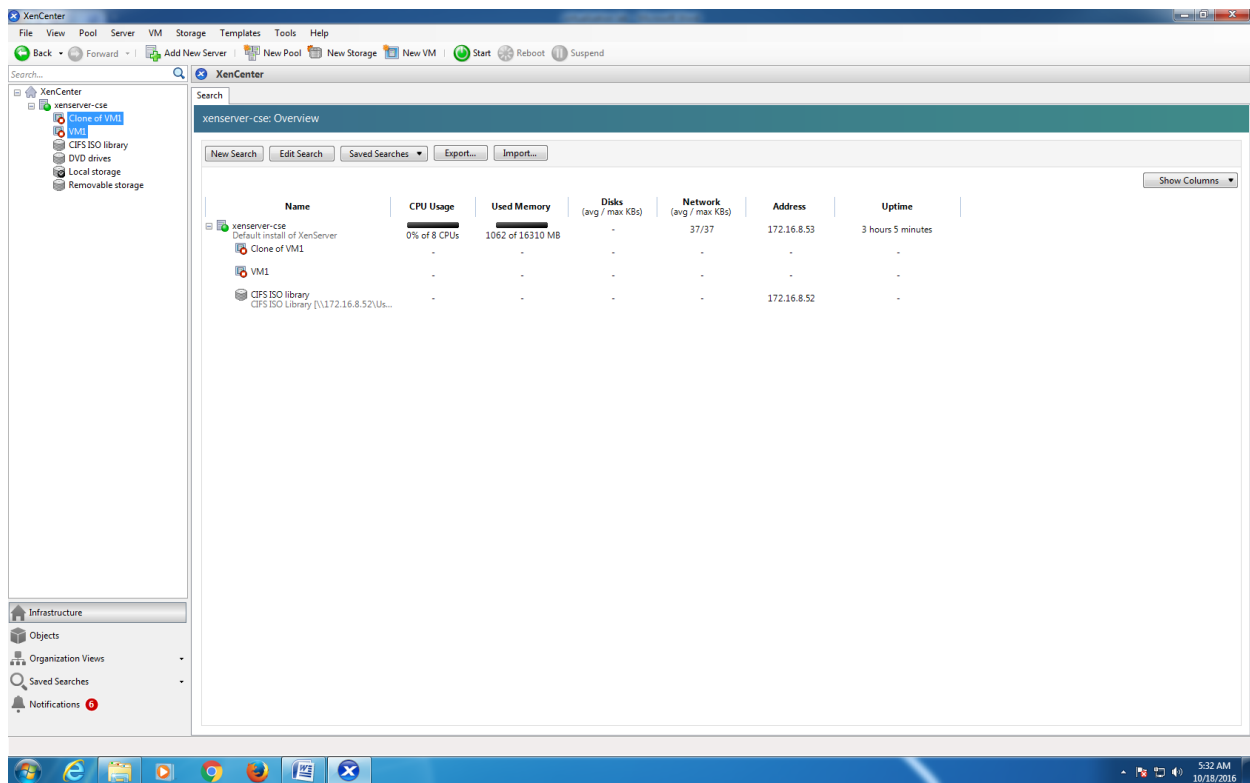 XenCenter
File View Pool Server VM Storage Templates Tools Help
Back Forward Add New Server New Pool New Storage New VM Start Reboot Suspend
Search...
XenCenter
XenCenter
xenserver-cse
Clone of VM1
VM1
CIFS ISO library
DVD drives
Local storage
Removable storage
Search
xenserver-cse: Overview
New Search Edit Search Saved Searches Export... Import...
Show Columns
Name CPU Usage Used Memory Disks (avg / max KBs) Network (avg / max KBs) Address Uptime
xenserver-cse
Default install of XenServer 0% of 8 CPUs 1062 of 16310 MB - 37/37 172.16.8.53 3 hours 5 minutes
Clone of VM1 - - - - - -
VM1 - - - - - -
CIFS ISO library
CIFS ISO Library [\\172.16.8.52\Us... - - - - 172.16.8.52 -
Infrastructure
Objects
Organization Views
Saved Searches
Notifications 6
5:32 AM
10/18/2016